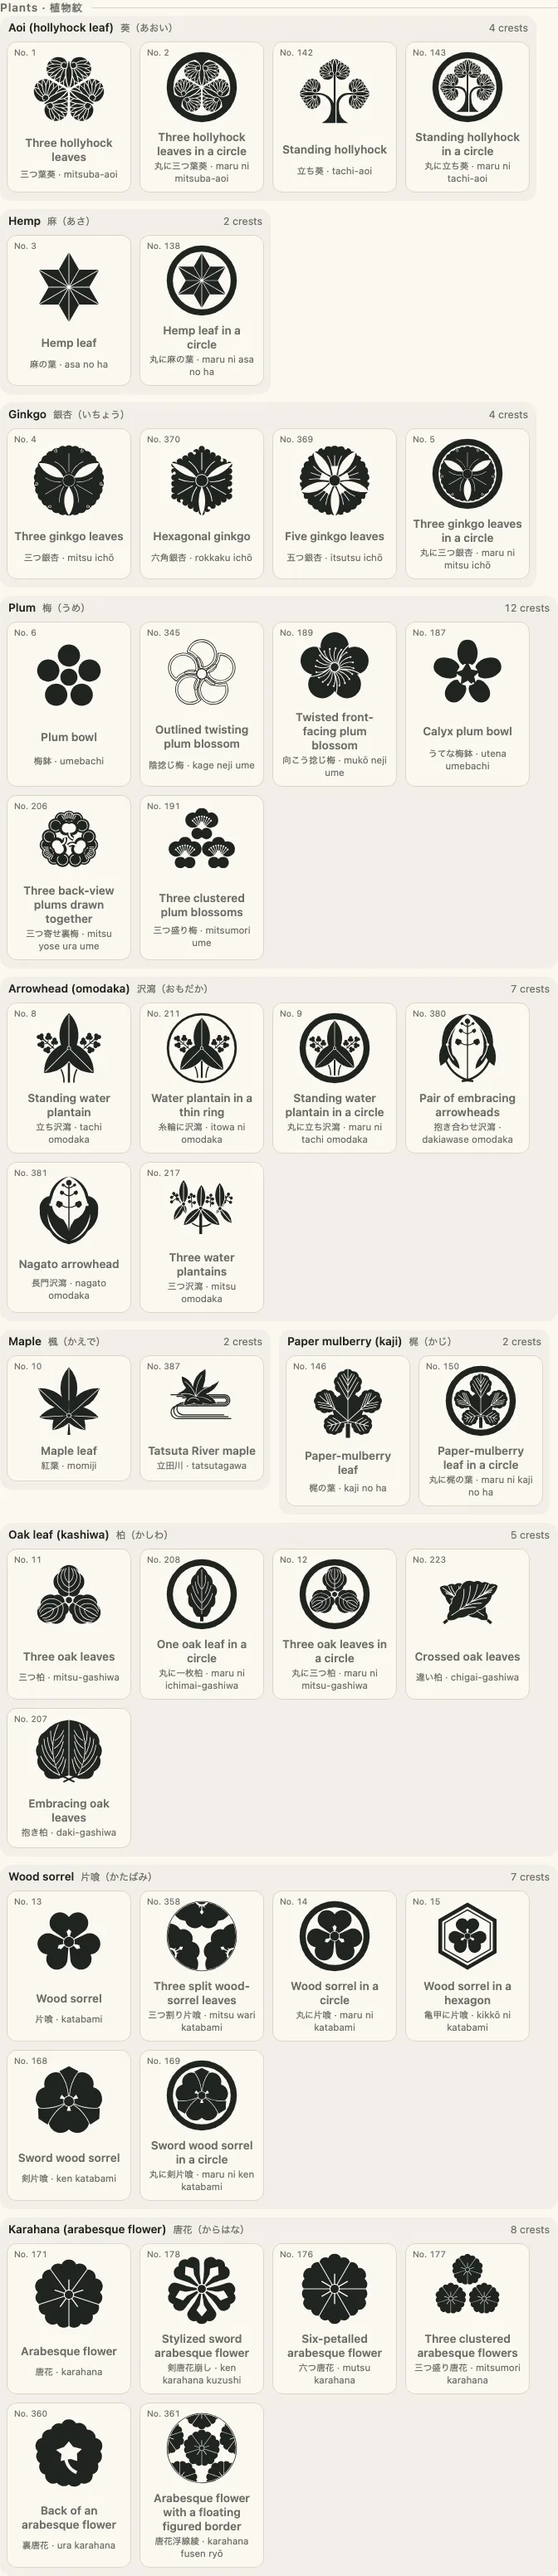 Plants · 植物紋
Aoi (hollyhock leaf) 葵（あおい） 4 crests
No. 1
Three hollyhock
leaves
三つ葉葵 · mitsuba-aoi
No. 2
Three hollyhock
leaves in a circle
丸に三つ葉葵 · maru ni
mitsuba-aoi
No. 142
Standing hollyhock
立ち葵 · tachi-aoi
No. 143
Standing hollyhock
in a circle
丸に立ち葵 · maru ni
tachi-aoi
Hemp 麻（あさ） 2 crests
No. 3
Hemp leaf
麻の葉 · asa no ha
No. 138
Hemp leaf in a
circle
丸に麻の葉 · maru ni asa
no ha
Ginkgo 銀杏（いちょう） 4 crests
No. 4
Three ginkgo leaves
三つ銀杏 · mitsu ichō
No. 370
Hexagonal ginkgo
六角銀杏 · rokkaku ichō
No. 369
Five ginkgo leaves
五つ銀杏 · itsutsu ichō
No. 5
Three ginkgo leaves
in a circle
丸に三つ銀杏 · maru ni
mitsu ichō
Plum 梅（うめ） 12 crests
No. 6
Plum bowl
梅鉢 · umebachi
No. 345
Outlined twisting
plum blossom
陰捻じ梅 · kage neji ume
No. 189
Twisted front-
facing plum
blossom
向こう捻じ梅 · mukō neji
ume
No. 187
Calyx plum bowl
うてな梅鉢 · utena
umebachi
No. 206
Three back-view
plums drawn
together
三つ寄せ裏梅 · mitsu
yose ura ume
No. 191
Three clustered
plum blossoms
三つ盛り梅 · mitsumori
ume
Arrowhead (omodaka) 沢瀉（おもだか） 7 crests
No. 8
Standing water
plantain
立ち沢瀉 · tachi
omodaka
No. 211
Water plantain in a
thin ring
糸輪に沢瀉 · itowa ni
omodaka
No. 9
Standing water
plantain in a circle
丸に立ち沢瀉 · maru ni
tachi omodaka
No. 380
Pair of embracing
arrowheads
抱き合わせ沢瀉 ·
dakiawase omodaka
No. 381
Nagato arrowhead
長門沢瀉 · nagato
omodaka
No. 217
Three water
plantains
三つ沢瀉 · mitsu
omodaka
Maple 楓（かえで） 2 crests
No. 10
Maple leaf
紅葉 · momiji
No. 387
Tatsuta River maple
立田川 · tatsutagawa
Paper mulberry (kaji) 梶（かじ） 2 crests
No. 146
Paper-mulberry
leaf
梶の葉 · kaji no ha
No. 150
Paper-mulberry
leaf in a circle
丸に梶の葉 · maru ni kaji
no ha
Oak leaf (kashiwa) 柏（かしわ） 5 crests
No. 11
Three oak leaves
三つ柏 · mitsu-gashiwa
No. 208
One oak leaf in a
circle
丸に一枚柏 · maru ni
ichimai-gashiwa
No. 12
Three oak leaves in
a circle
丸に三つ柏 · maru ni
mitsu-gashiwa
No. 223
Crossed oak leaves
違い柏 · chigai-gashiwa
No. 207
Embracing oak
leaves
抱き柏 · daki-gashiwa
Wood sorrel 片喰（かたばみ） 7 crests
No. 13
Wood sorrel
片喰 · katabami
No. 358
Three split wood-
sorrel leaves
三つ割り片喰 · mitsu wari
katabami
No. 14
Wood sorrel in a
circle
丸に片喰 · maru ni
katabami
No. 15
Wood sorrel in a
hexagon
亀甲に片喰 · kikkō ni
katabami
No. 168
Sword wood sorrel
剣片喰 · ken katabami
No. 169
Sword wood sorrel
in a circle
丸に剣片喰 · maru ni ken
katabami
Karahana (arabesque flower) 唐花（からはな） 8 crests
No. 171
Arabesque flower
唐花 · karahana
No. 178
Stylized sword
arabesque flower
剣唐花崩し · ken
karahana kuzushi
No. 176
Six-petalled
arabesque flower
六つ唐花 · mutsu
karahana
No. 177
Three clustered
arabesque flowers
三つ盛り唐花 · mitsumori
karahana
No. 360
Back of an
arabesque flower
裏唐花 · ura karahana
No. 361
Arabesque flower
with a floating
figured border
唐花浮線綾 · karahana
fusen ryō